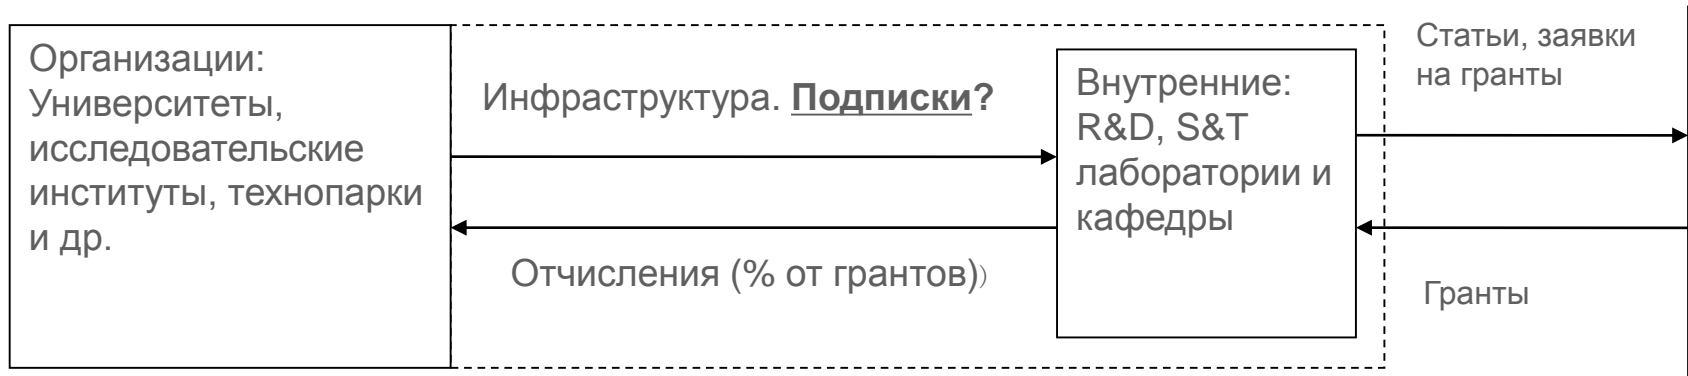 Организации:
Университеты,
исследовательские
институты, технопарки
и др.
Инфраструктура. Подписки?
Отчисления (% от грантов))
Внутренние:
R&D, S&T
лаборатории и
кафедры
Статьи, заявки
на гранты
Гранты